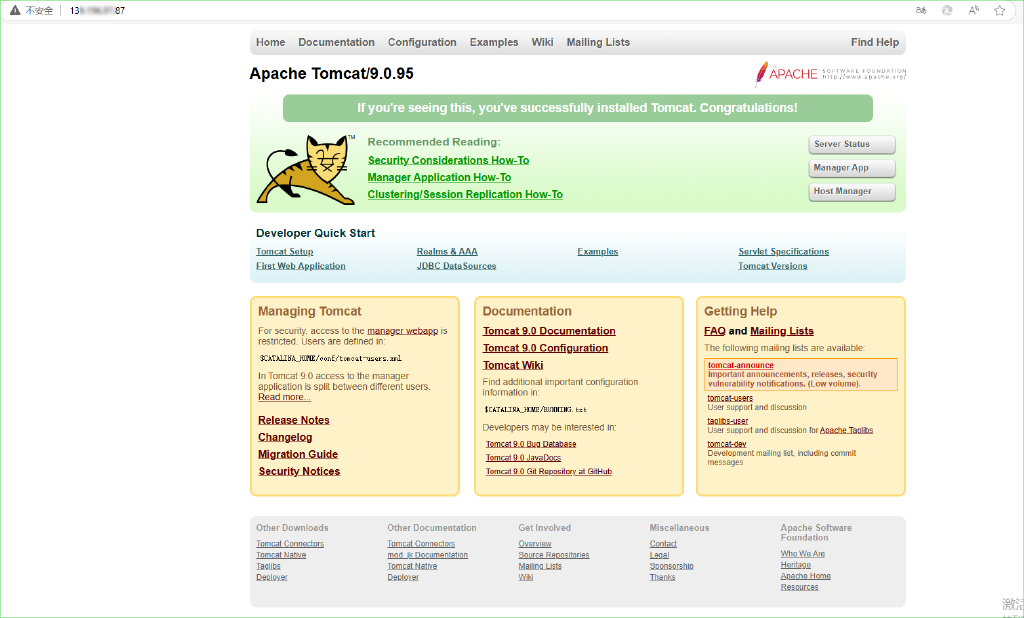 不安全
Home Documentation Configuration Examples Wiki Mailing Lists Find Help
Apache Tomcat/9.0.95
THE APACHE SOFTWARE FOUNDATION
http://www.apache.org/
If you're seeing this, you've successfully installed Tomcat. Congratulations!
TM
Recommended Reading:
Security Considerations How-To
Manager Application How-To
Clustering/Session Replication How-To
Server Status
Manager App
Host Manager
Developer Quick Start
Tomcat Setup
First Web Application
Realms & AAA
JDBC DataSources
Examples
Servlet Specifications
Tomcat Versions
Managing Tomcat
For security, access to the manager webapp is
restricted. Users are defined in:
$CATALINA_HOME/conf/tomcat-users.xml
In Tomcat 9.0 access to the manager
application is split between different users.
Read more...
Release Notes
Changelog
Migration Guide
Security Notices
Documentation
Tomcat 9.0 Documentation
Tomcat 9.0 Configuration
Tomcat Wiki
Find additional important configuration
information in:
$CATALINA_HOME/RUNNING.txt
Developers may be interested in:
Tomcat 9.0 Bug Database
Tomcat 9.0 JavaDocs
Tomcat 9.0 Git Repository at GitHub
Getting Help
FAQ and Mailing Lists
The following mailing lists are available:
tomcat-announce
Important announcements, releases, security
vulnerability notifications. (Low volume).
tomcat-users
User support and discussion
taglibs-user
User support and discussion for Apache Taglibs
tomcat-dev
Development mailing list, including commit
messages
Other Downloads
Tomcat Connectors
Tomcat Native
Taglibs
Deployer
Other Documentation
Tomcat Connectors
mod_jk Documentation
Tomcat Native
Deployer
Get Involved
Overview
Source Repositories
Mailing Lists
Wiki
Miscellaneous
Contact
Legal
Sponsorship
Thanks
Apache Software
Foundation
Who We Are
Heritage
Apache Home
Resources
激活